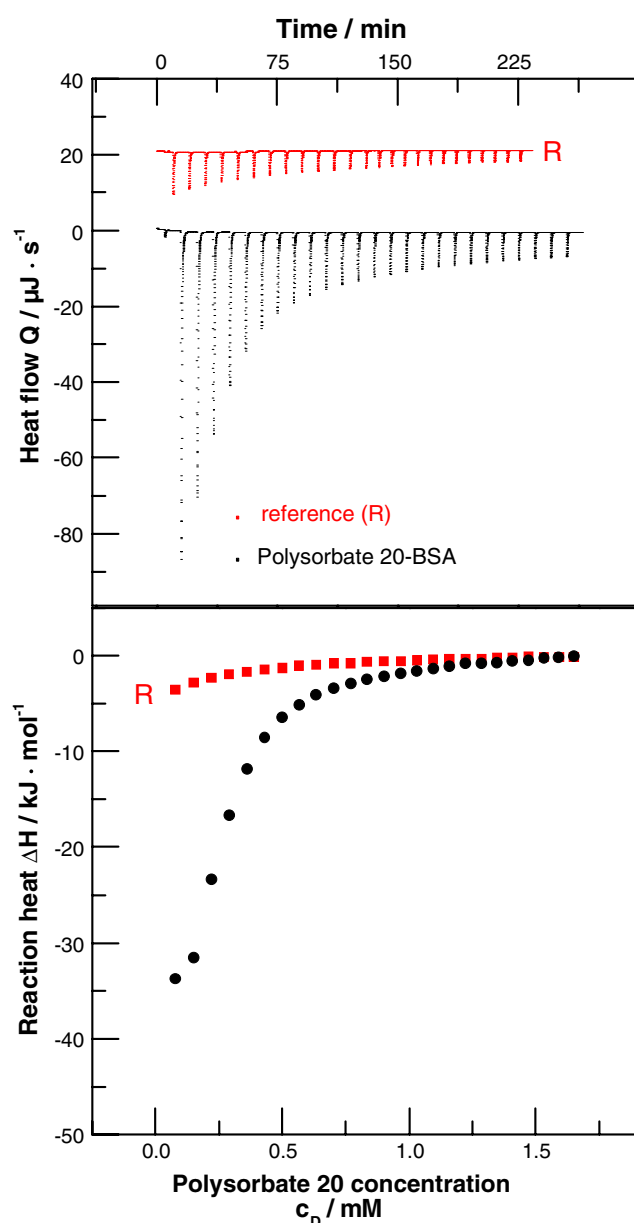 Time / min
0 75 150 225
40
20
0
-20
-40
-60
-80
Heat flow Q / µJ · s⁻¹
R
reference (R)
Polysorbate 20-BSA
0
-10
-20
-30
-40
-50
Reaction heat ΔH / kJ · mol⁻¹
R
0.0 0.5 1.0 1.5
Polysorbate 20 concentration
c_D / mM